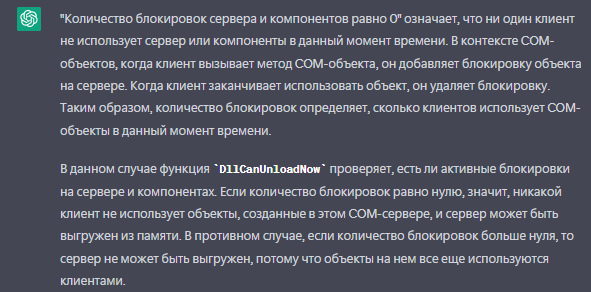 "Количество блокировок сервера и компонентов равно 0" означает, что ни один клиент
не использует сервер или компоненты в данный момент времени. В контексте COM-
объектов, когда клиент вызывает метод COM-объекта, он добавляет блокировку объекта
на сервере. Когда клиент заканчивает использовать объект, он удаляет блокировку.
Таким образом, количество блокировок определяет, сколько клиентов использует COM-
объекты в данный момент времени.
В данном случае функция `DllCanUnloadNow` проверяет, есть ли активные блокировки
на сервере и компонентах. Если количество блокировок равно нулю, значит, никакой
клиент не использует объекты, созданные в этом COM-сервере, и сервер может быть
выгружен из памяти. В противном случае, если количество блокировок больше нуля, то
сервер не может быть выгружен, потому что объекты на нем все еще используются
клиентами.